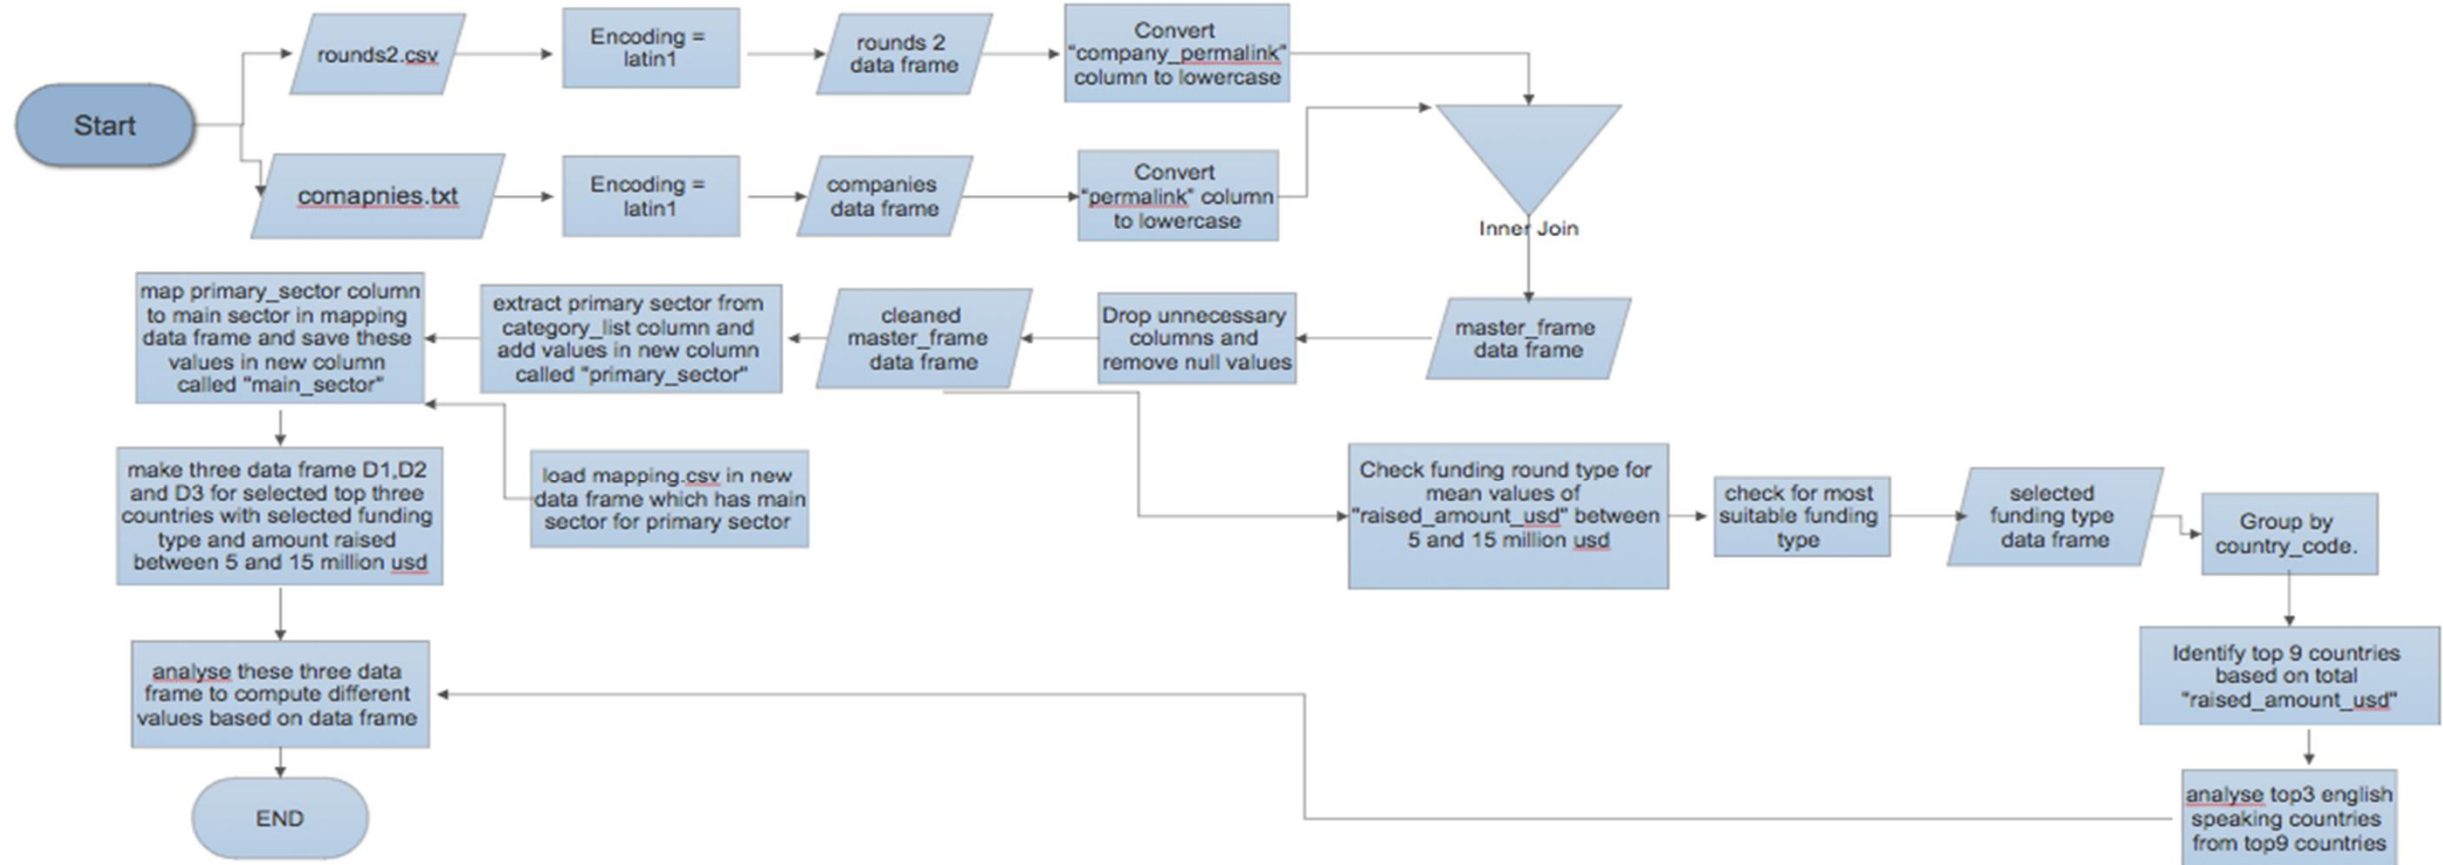 Start
rounds2.csv
Encoding =
latin1
rounds 2
data frame
Convert
"company_permalink"
column to lowercase
comapnies.txt
Encoding =
latin1
companies
data frame
Convert
"permalink" column
to lowercase
Inner Join
master_frame
data frame
Drop unnecessary
columns and
remove null values
cleaned
master_frame
data frame
extract primary sector from
category_list column and
add values in new column
called "primary_sector"
map primary_sector column
to main sector in mapping
data frame and save these
values in new column
called "main_sector"
load mapping.csv in new
data frame which has main
sector for primary sector
make three data frame D1,D2
and D3 for selected top three
countries with selected funding
type and amount raised
between 5 and 15 million usd
Check funding round type for
mean values of
"raised_amount_usd" between
5 and 15 million usd
check for most
suitable funding
type
selected
funding type
data frame
Group by
country_code.
Identify top 9 countries
based on total
"raised_amount_usd"
analyse top3 english
speaking countries
from top9 countries
analyse these three data
frame to compute different
values based on data frame
END